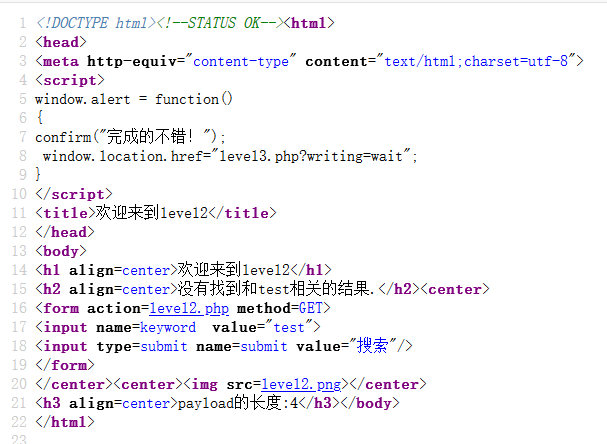 1 <!DOCTYPE html><!--STATUS OK--><html>
2 <head>
3 <meta http-equiv="content-type" content="text/html;charset=utf-8">
4 <script>
5 window.alert = function()
6 {
7 confirm("完成的不错！");
8  window.location.href="level3.php?writing=wait";
9 }
10 </script>
11 <title>欢迎来到level2</title>
12 </head>
13 <body>
14 <h1 align=center>欢迎来到level2</h1>
15 <h2 align=center>没有找到和test相关的结果.</h2><center>
16 <form action=level2.php method=GET>
17 <input name=keyword  value="test">
18 <input type=submit name=submit value="搜索"/>
19 </form>
20 </center><center><img src=level2.png></center>
21 <h3 align=center>payload的长度:4</h3></body>
22 </html>
23